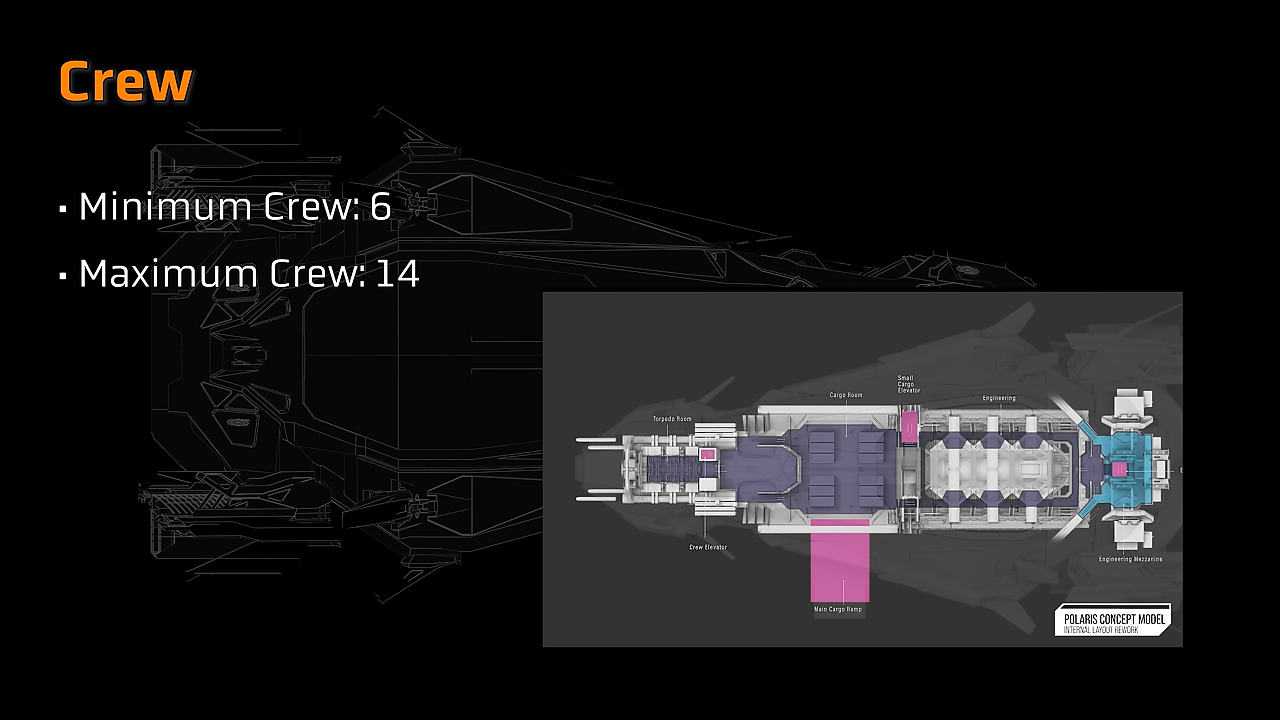 Crew
▪ Minimum Crew: 6
▪ Maximum Crew: 14
Small
Cargo
Elevator
Cargo Room
Engineering
Torpedo Room
Crew Elevator
Engineering Mezzanine
Main Cargo Ramp
POLARIS CONCEPT MODEL
INTERNAL LAYOUT REWORK